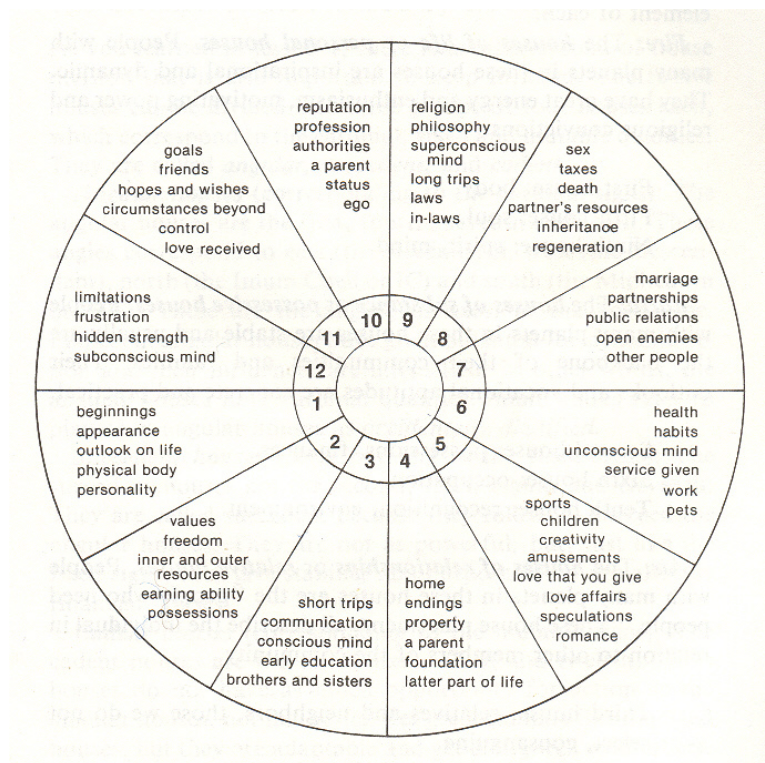 reputation
profession
authorities
a parent
status
ego
religion
philosophy
superconscious
mind
long trips
laws
in-laws
sex
taxes
death
partner's resources
inheritance
regeneration
marriage
partnerships
public relations
open enemies
other people
health
habits
unconscious mind
service given
work
pets
sports
children
creativity
amusements
love that you give
love affairs
speculations
romance
home
endings
property
a parent
foundation
latter part of life
short trips
communication
conscious mind
early education
brothers and sisters
values
freedom
inner and outer
resources
earning ability
possessions
beginnings
appearance
outlook on life
physical body
personality
limitations
frustrations
hidden strength
subconscious mind
goals
friends
hopes and wishes
circumstances beyond
control
love received
10
9
8
7
6
5
4
3
2
1
12
11